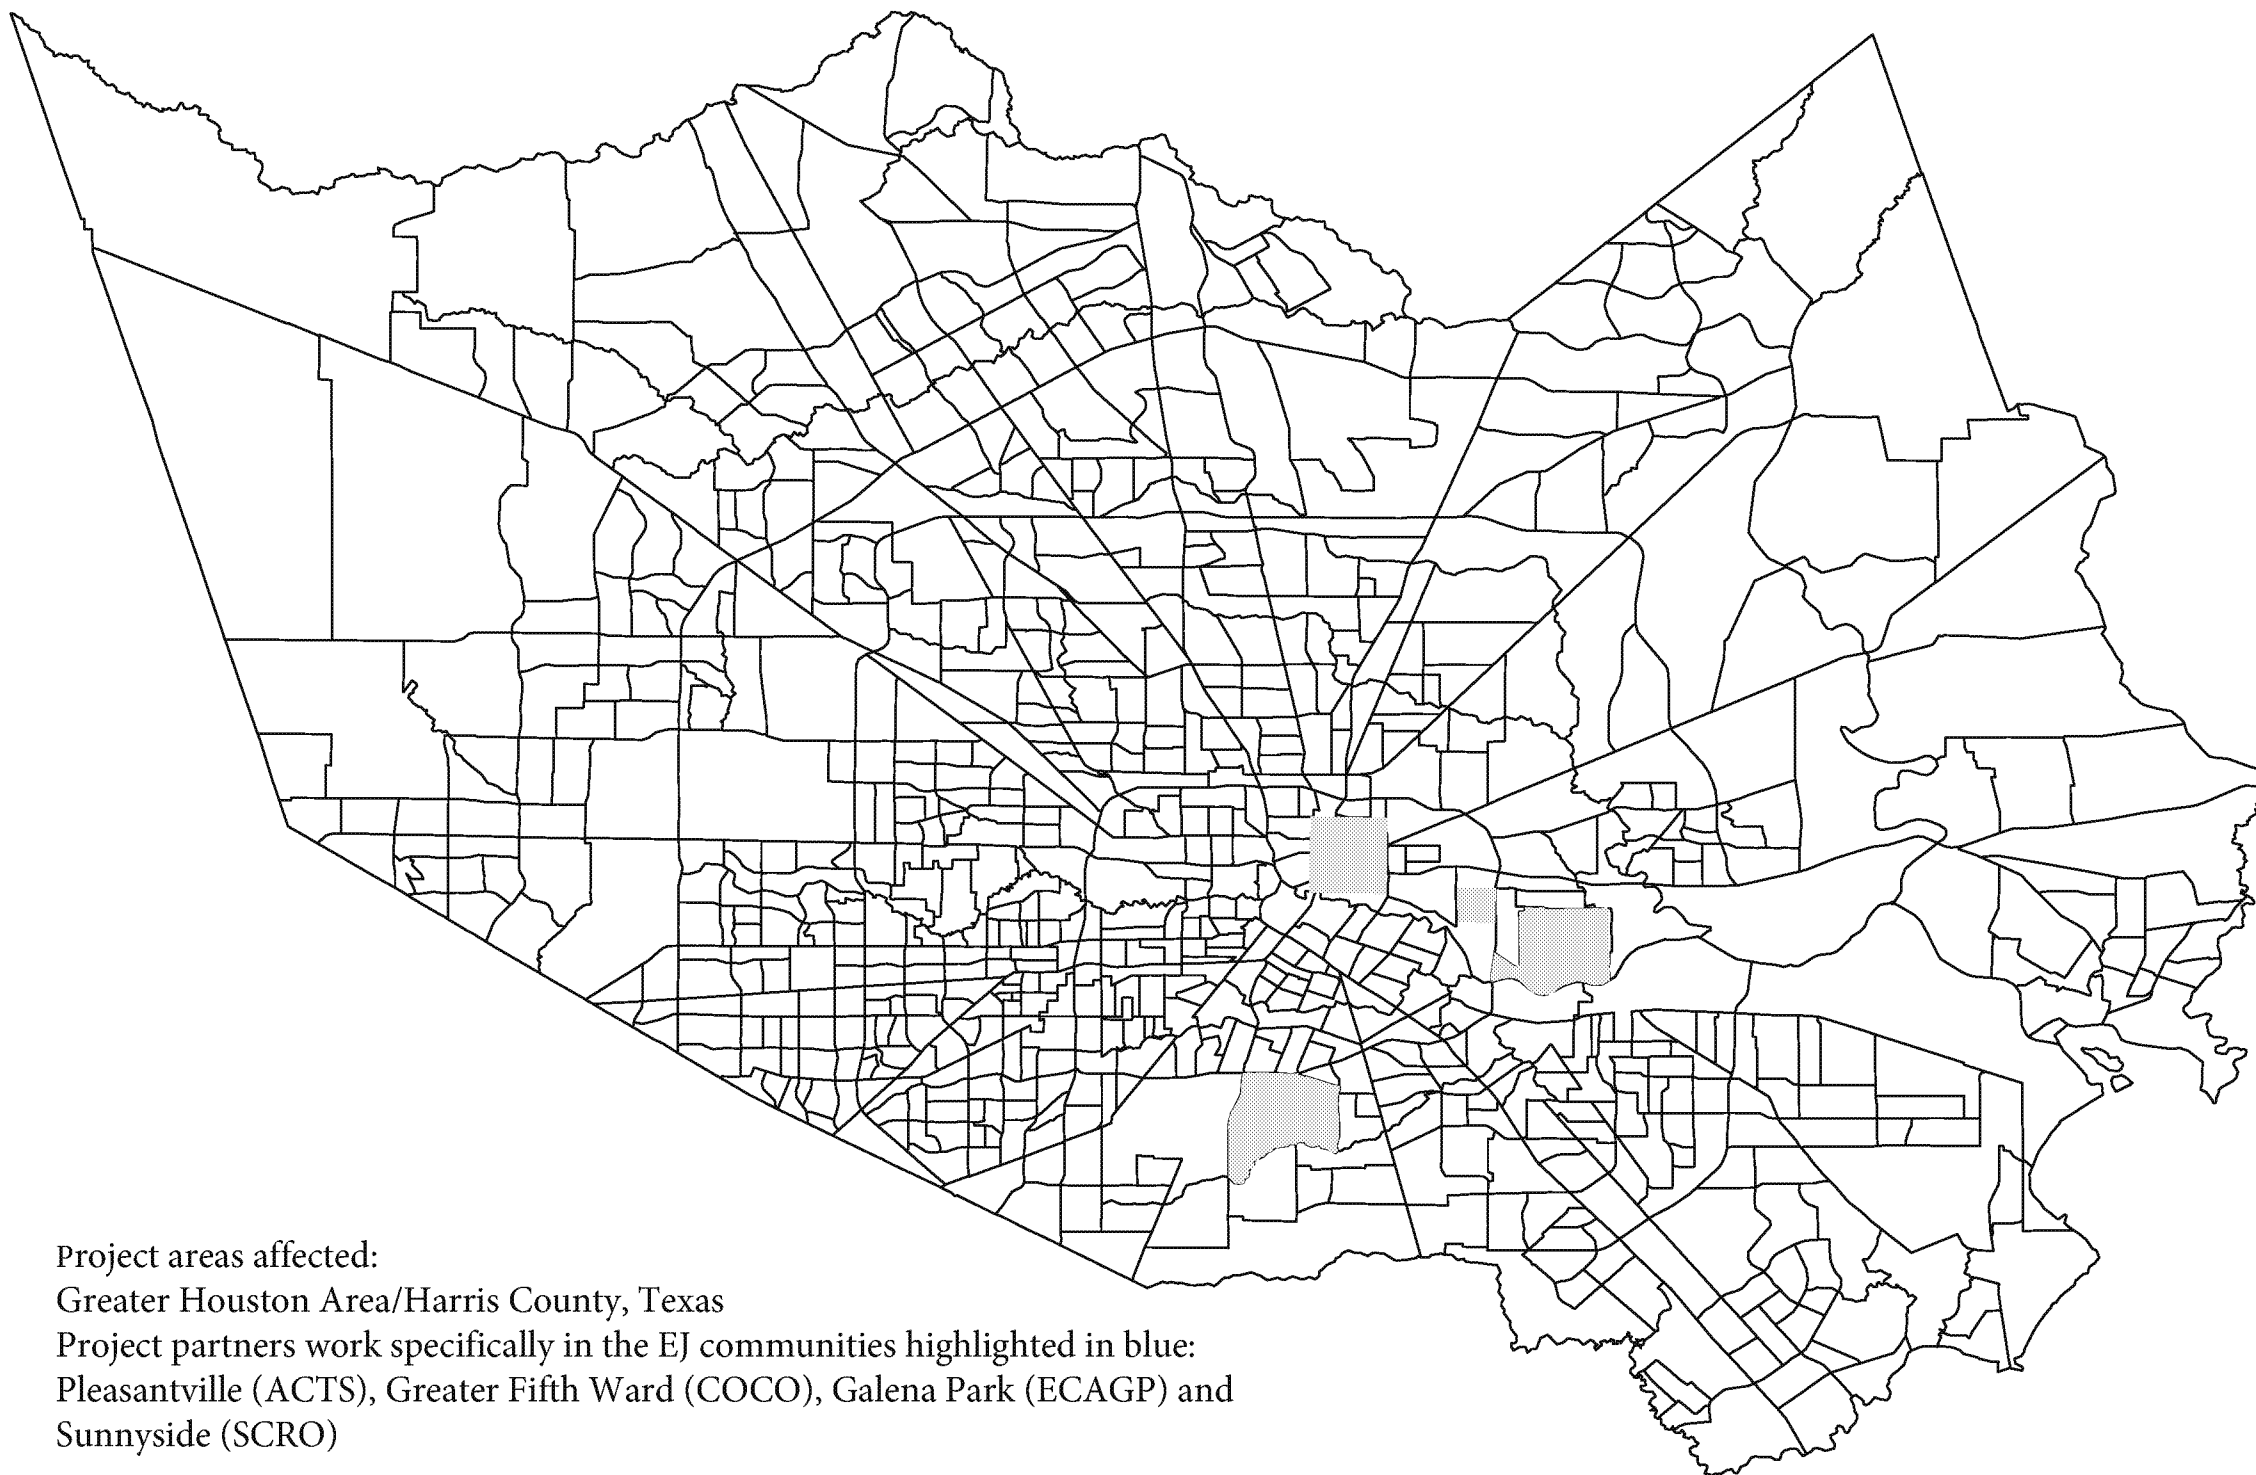 Project areas affected:
Greater Houston Area/Harris County, Texas
Project partners work specifically in the EJ communities highlighted in blue:
Pleasantville (ACTS), Greater Fifth Ward (COCO), Galena Park (ECAGP) and
Sunnyside (SCRO)